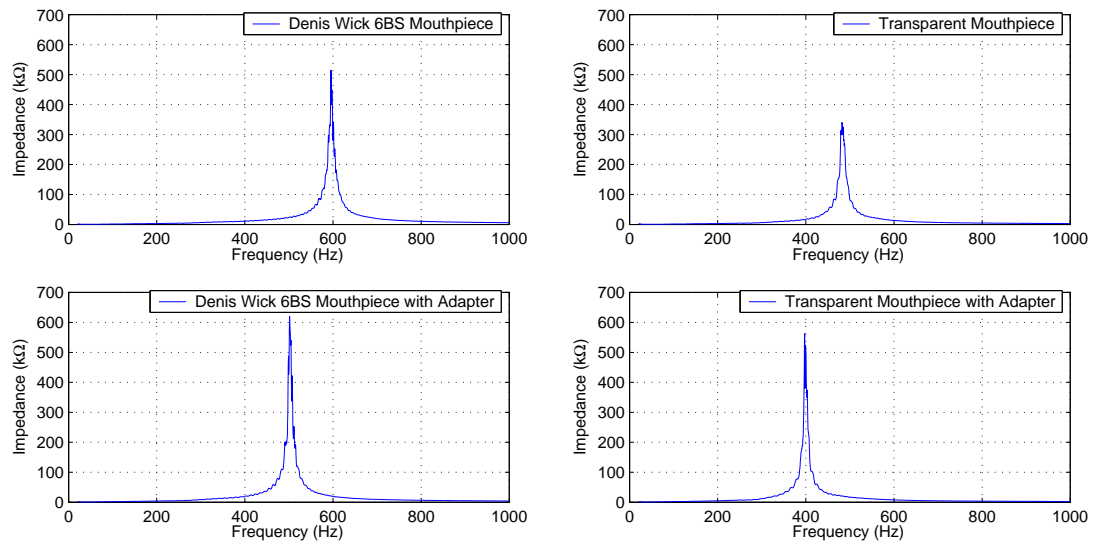 Denis Wick 6BS Mouthpiece
Impedance (kΩ)
700
600
500
400
300
200
100
0
0 200 400 600 800 1000
Frequency (Hz)
Transparent Mouthpiece
Impedance (kΩ)
700
600
500
400
300
200
100
0
0 200 400 600 800 1000
Frequency (Hz)
Denis Wick 6BS Mouthpiece with Adapter
Impedance (kΩ)
700
600
500
400
300
200
100
0
0 200 400 600 800 1000
Frequency (Hz)
Transparent Mouthpiece with Adapter
Impedance (kΩ)
700
600
500
400
300
200
100
0
0 200 400 600 800 1000
Frequency (Hz)